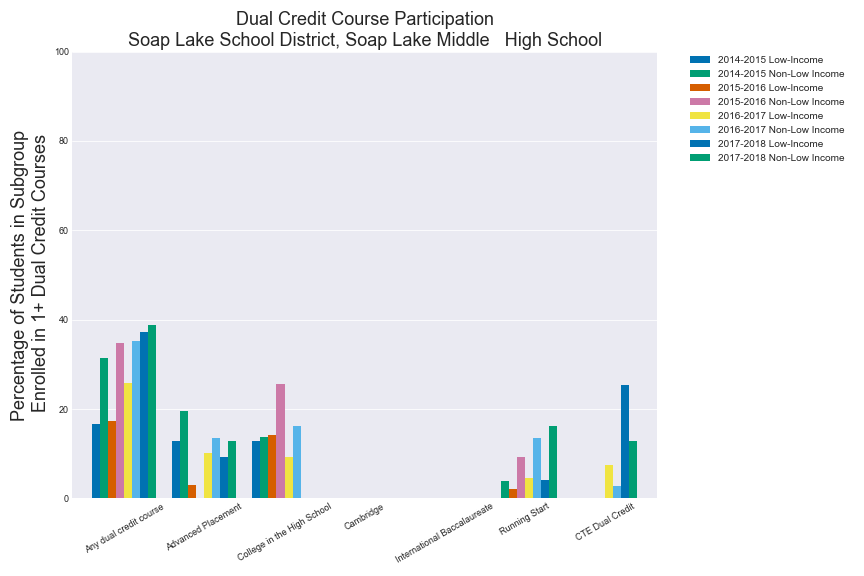 Dual Credit Course Participation
Soap Lake School District, Soap Lake Middle   High School
Percentage of Students in Subgroup
Enrolled in 1+ Dual Credit Courses
100
80
60
40
20
0
Any dual credit course
Advanced Placement
College in the High School
Cambridge
International Baccalaureate
Running Start
CTE Dual Credit
2014-2015 Low-Income
2014-2015 Non-Low Income
2015-2016 Low-Income
2015-2016 Non-Low Income
2016-2017 Low-Income
2016-2017 Non-Low Income
2017-2018 Low-Income
2017-2018 Non-Low Income